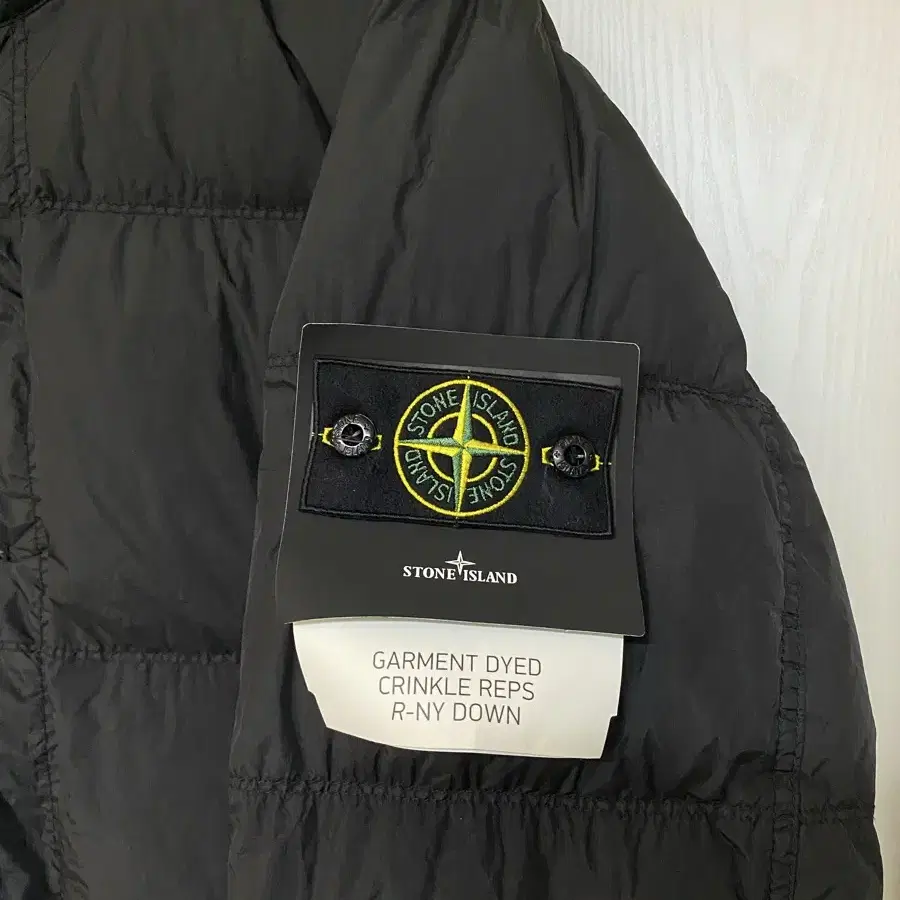 STONE ISLAND
STONE ISLAND
STONE ISLAND
GARMENT DYED
CRINKLE REPS
R-NY DOWN